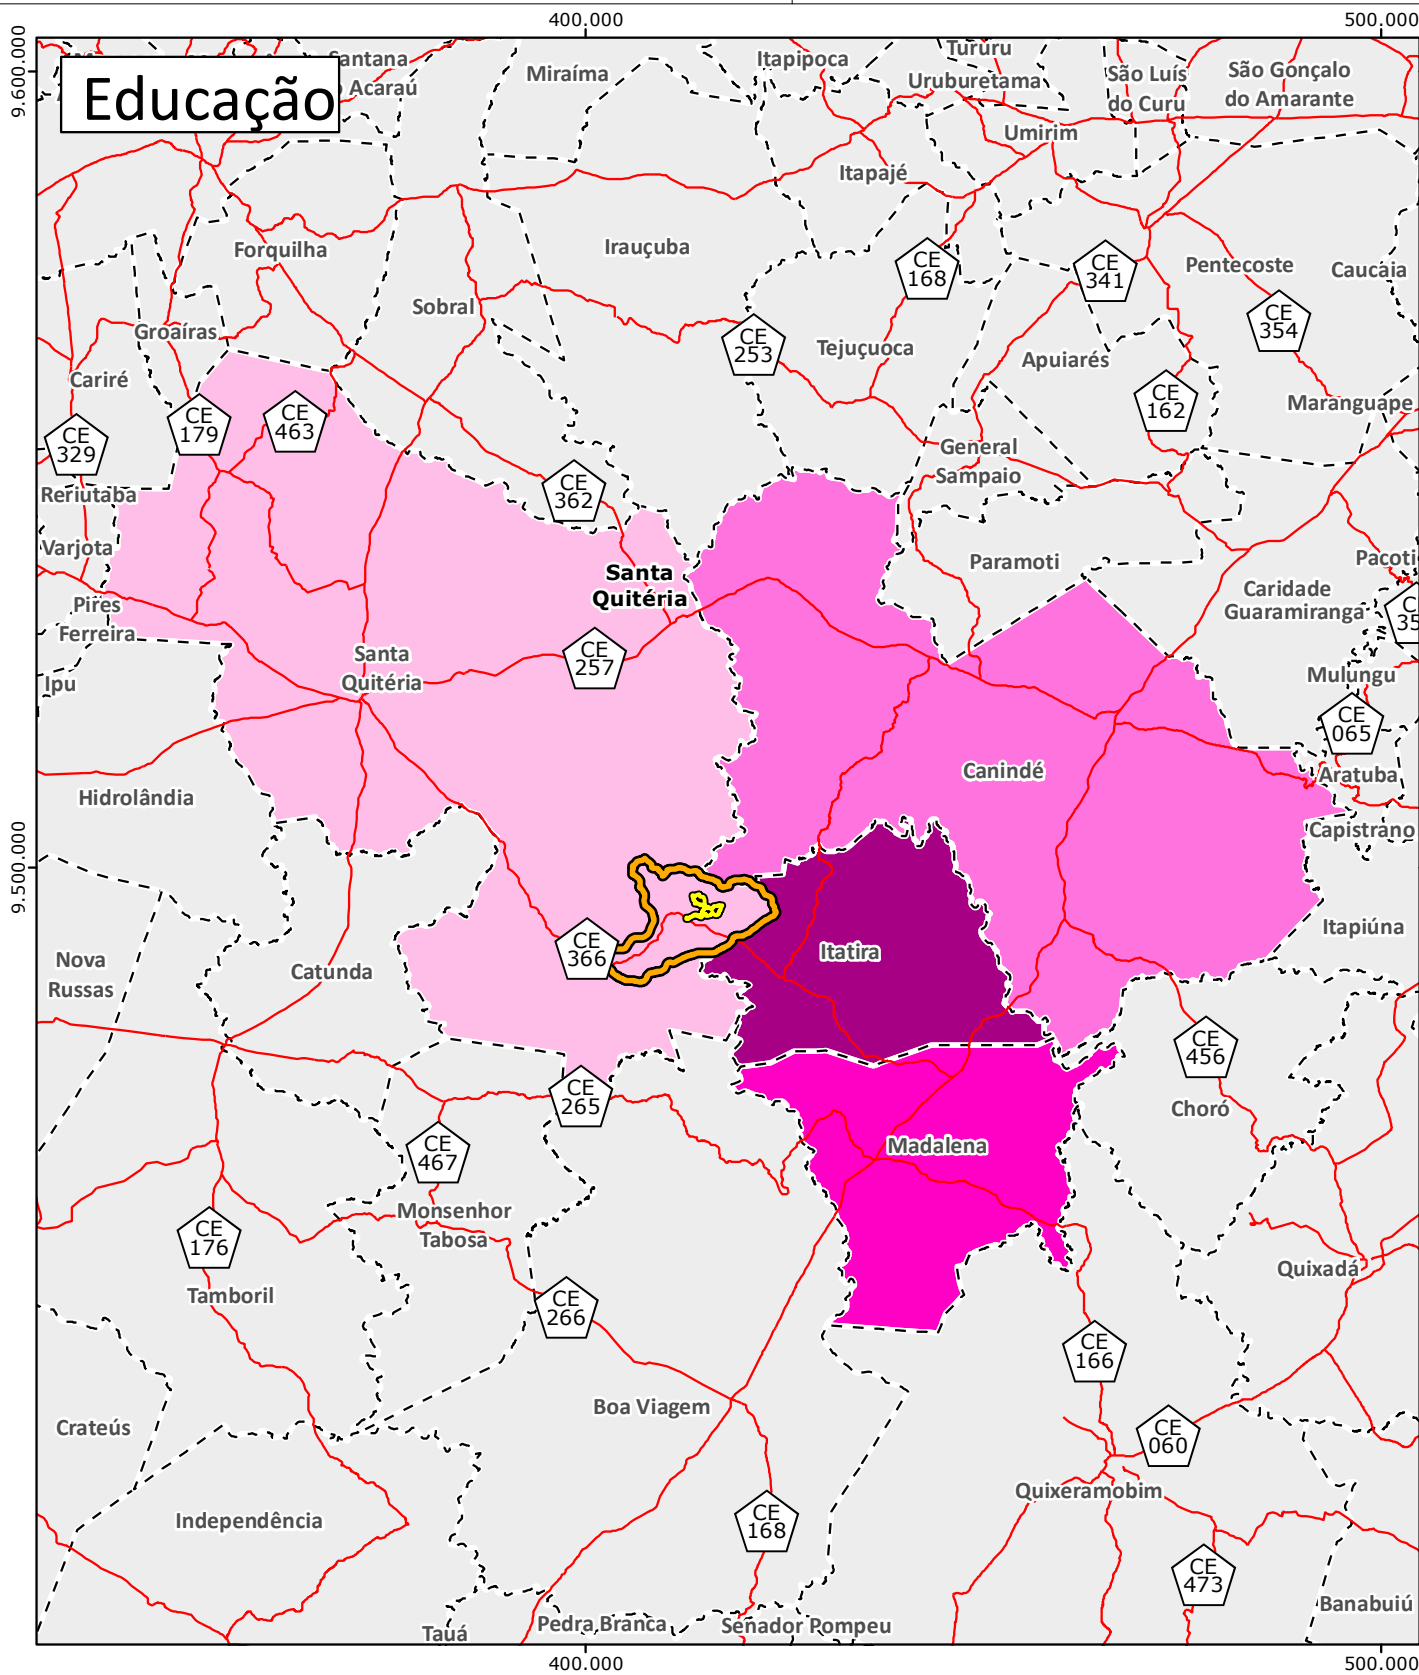 400.000
500.000
9.600.000
Educação
antana
Acaraú
Miraíma
Itapipoca
Tururu
Uruburetama
São Luís
do Curu
São Gonçalo
do Amarante
Umirim
Itapajé
Forquilha
Irauçuba
CE
168
CE
341
Pentecoste
Caucaia
Sobral
Groaíras
CE
253
Tejuçuoca
CE
354
Apuiarés
Cariré
CE
162
Maranguape
CE
329
CE
179
CE
463
General
Sampaio
CE
362
Reriutaba
Varjota
Paramoti
Pacoti
Santa
Quitéria
Caridade
Guaramiranga
C
35
Pires
Ferreira
Santa
Quitéria
CE
257
Ipu
Mulungu
CE
065
Canindé
Aratuba
Hidrolândia
Capistrano
9.500.000
Itapiúna
CE
366
Itatira
Nova
Russas
Catunda
CE
456
CE
265
Choró
CE
467
Madalena
Monsenhor
Tabosa
CE
176
Quixadá
Tamboril
CE
266
CE
166
Boa Viagem
Crateús
CE
060
Quixeramobim
Independência
CE
168
CE
473
Banabuiú
Tauá
Pedra Branca
Senador Pompeu
400.000
500.000